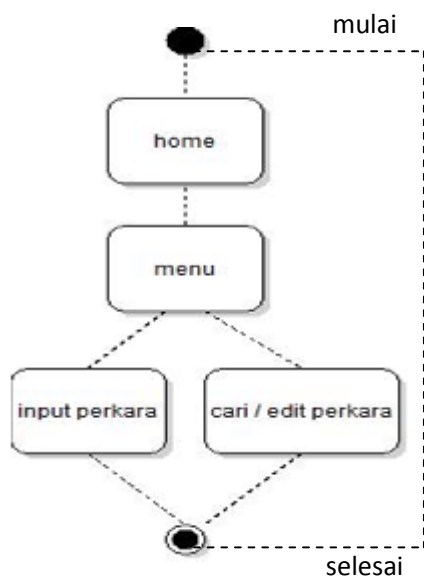 mulai
home
menu
input perkara
cari / edit perkara
selesai